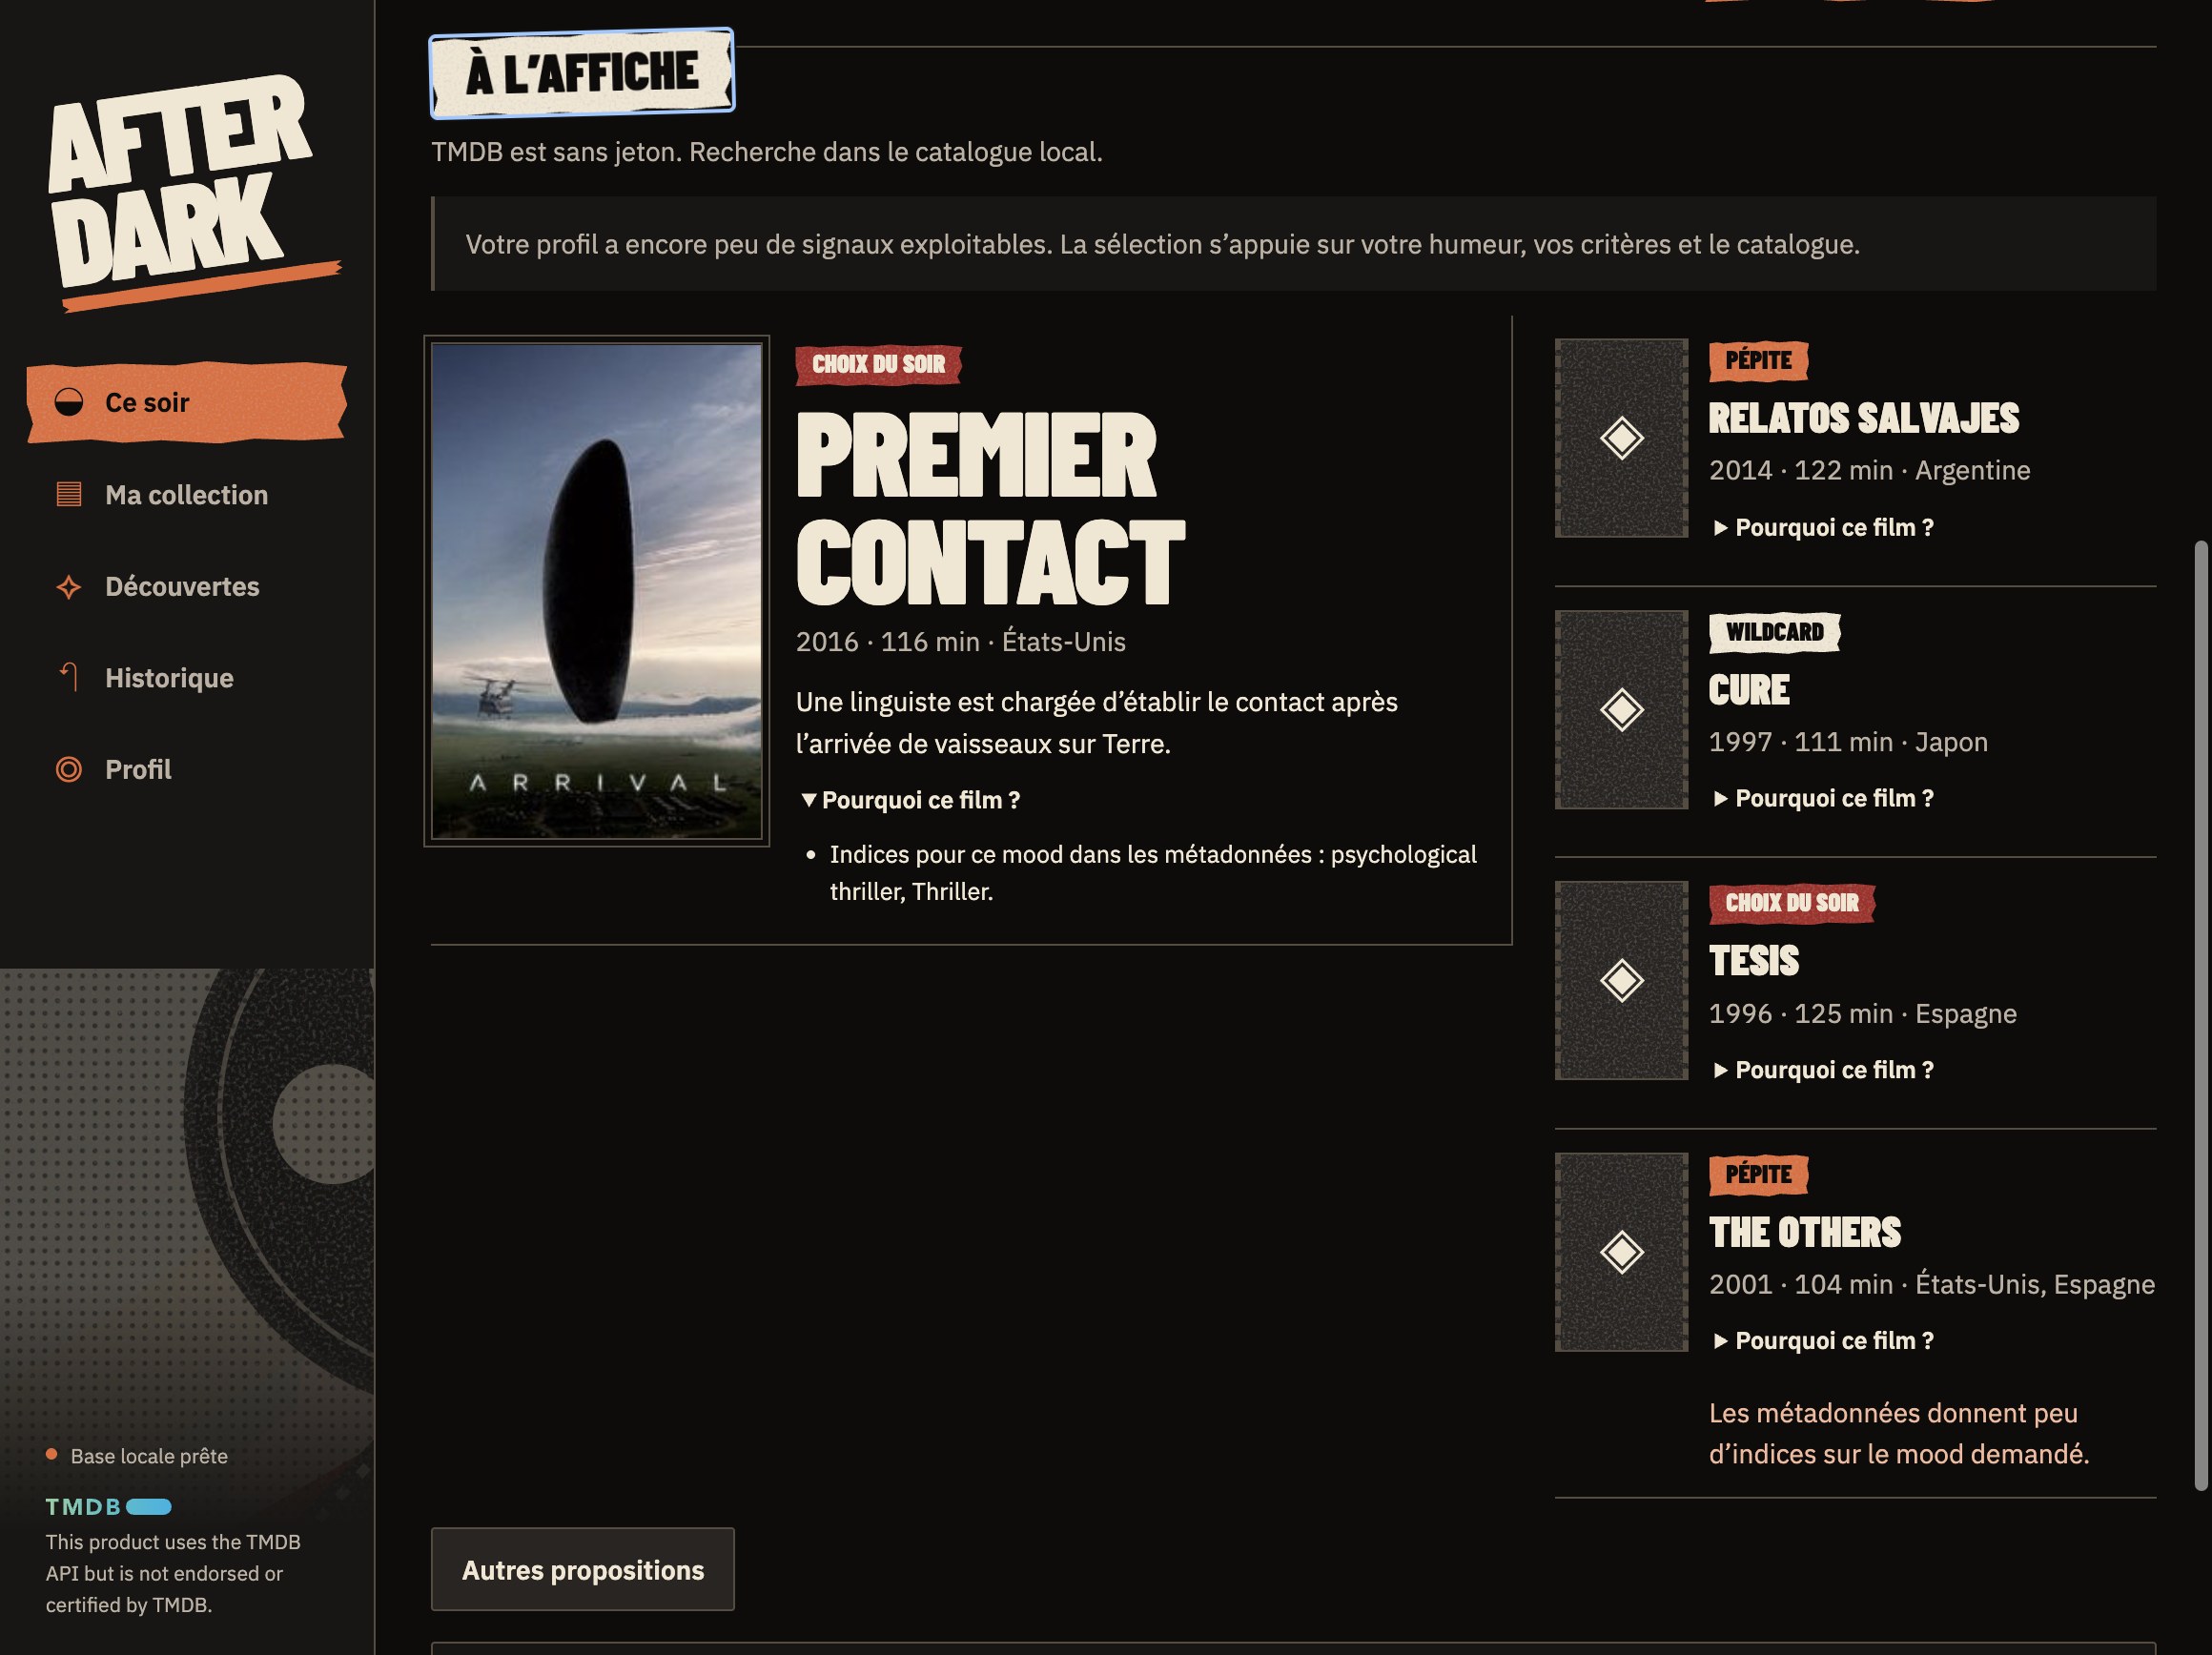 AFTER
DARK
Ce soir
Ma collection
Découvertes
Historique
Profil
Base locale prête
TMDB
This product uses the TMDB
API but is not endorsed or
certified by TMDB.
À L’AFFICHE
TMDB est sans jeton. Recherche dans le catalogue local.
Votre profil a encore peu de signaux exploitables. La sélection s’appuie sur votre humeur, vos critères et le catalogue.
ARRIVAL
CHOIX DU SOIR
PREMIER
CONTACT
2016 · 116 min · États-Unis
Une linguiste est chargée d’établir le contact après
l’arrivée de vaisseaux sur Terre.
▼ Pourquoi ce film ?
• Indices pour ce mood dans les métadonnées : psychological
thriller, Thriller.
PÉPITE
RELATOS SALVAJES
2014 · 122 min · Argentine
▶ Pourquoi ce film ?
WILDCARD
CURE
1997 · 111 min · Japon
▶ Pourquoi ce film ?
CHOIX DU SOIR
TESIS
1996 · 125 min · Espagne
▶ Pourquoi ce film ?
PÉPITE
THE OTHERS
2001 · 104 min · États-Unis, Espagne
▶ Pourquoi ce film ?
Les métadonnées donnent peu
d’indices sur le mood demandé.
Autres propositions